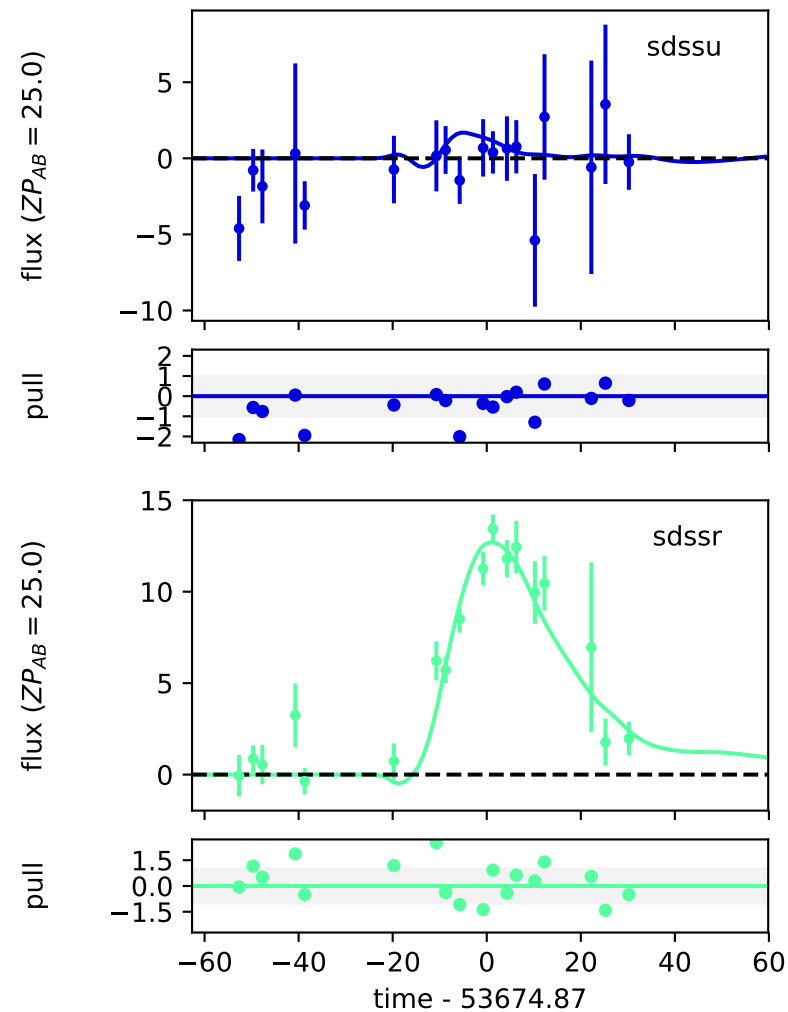 sdssu
flux (ZP_AB = 25.0)
5
0
−5
−10
pull
2
1
0
−1
−2
sdssr
flux (ZP_AB = 25.0)
15
10
5
0
pull
1.5
0.0
−1.5
−60 −40 −20 0 20 40 60
time - 53674.87